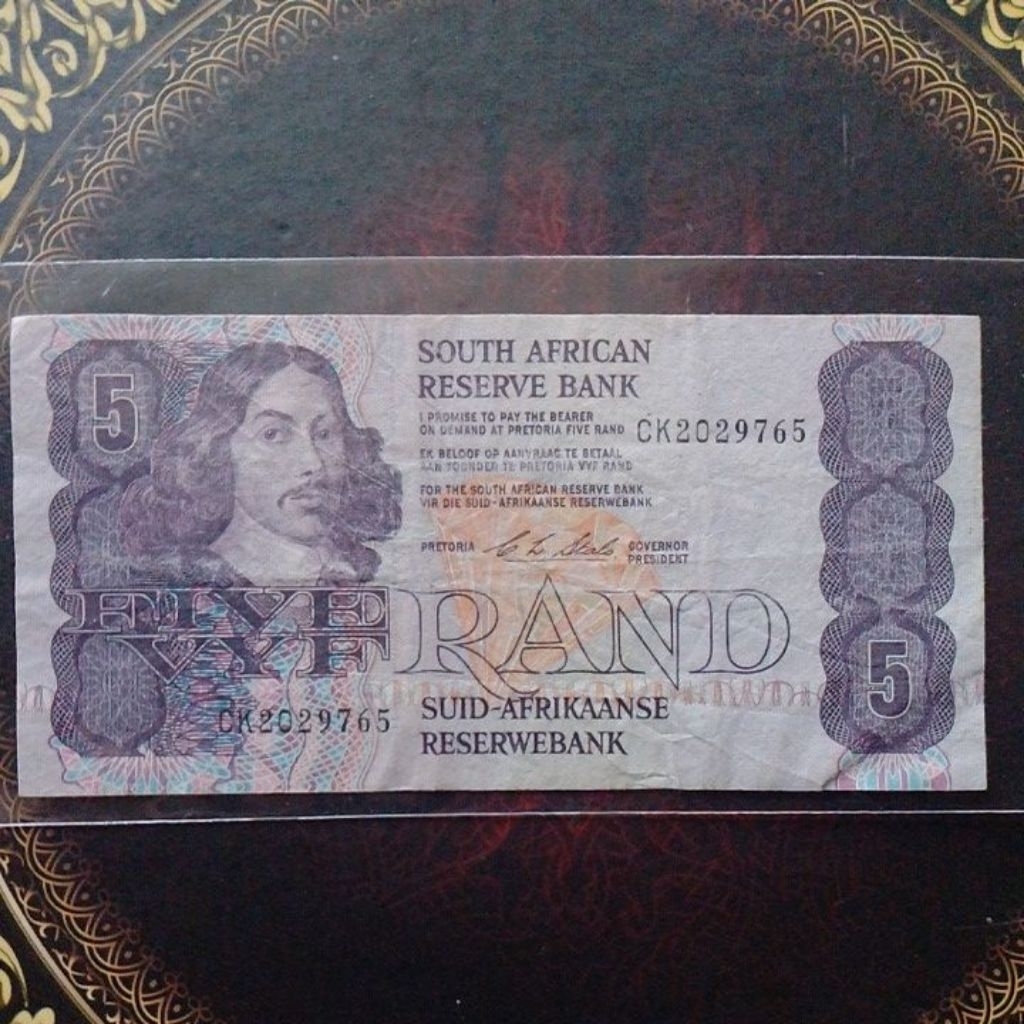 5
SOUTH AFRICAN
RESERVE BANK
I PROMISE TO PAY THE BEARER
ON DEMAND AT PRETORIA FIVE RAND
CK2029765
EK BELOOF OP AANVRAAG TE BETAAL
AAN TOONDER TE PRETORIA VYF RAND
FOR THE SOUTH AFRICAN RESERVE BANK
VIR DIE SUID-AFRIKAANSE RESERWEBANK
PRETORIA
GOVERNOR
PRESIDENT
FIVE
VYF
RAND
5
CK2029765
SUID-AFRIKAANSE
RESERWEBANK